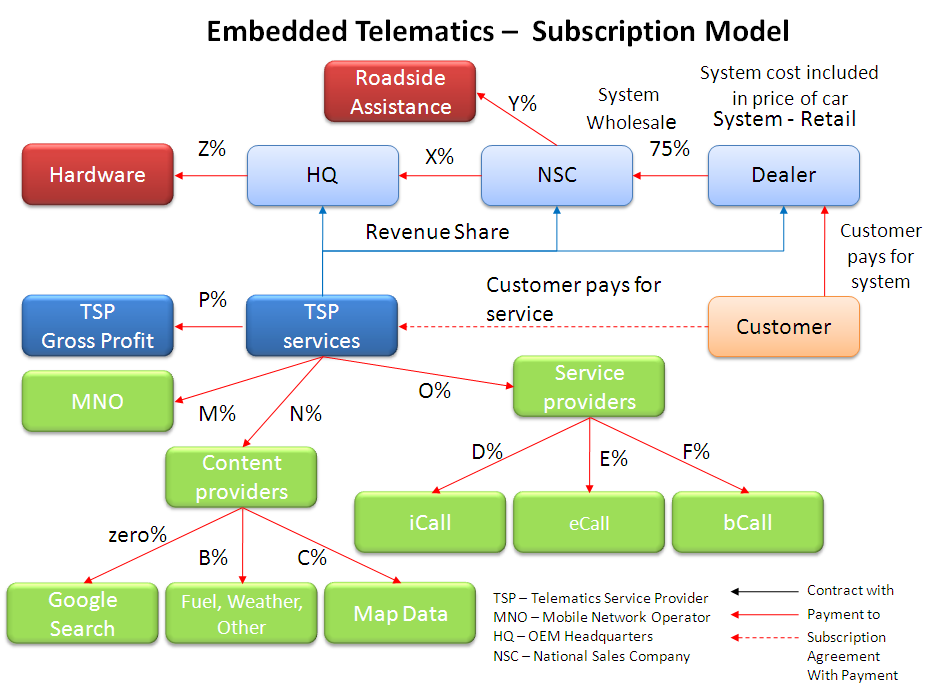 Embedded Telematics – Subscription Model
Roadside
Assistance
Y%
System
Wholesale
75%
System cost included
in price of car
System - Retail
Hardware
Z%
HQ
X%
NSC
Dealer
Revenue Share
Customer
pays for
system
TSP
Gross Profit
P%
TSP
services
Customer pays for
service
Customer
MNO
M%
N%
O%
Service
providers
Content
providers
D%
E%
F%
iCall
eCall
bCall
zero%
B%
C%
Google
Search
Fuel, Weather,
Other
Map Data
TSP – Telematics Service Provider
MNO – Mobile Network Operator
HQ – OEM Headquarters
NSC – National Sales Company
Contract with
Payment to
Subscription
Agreement
With Payment